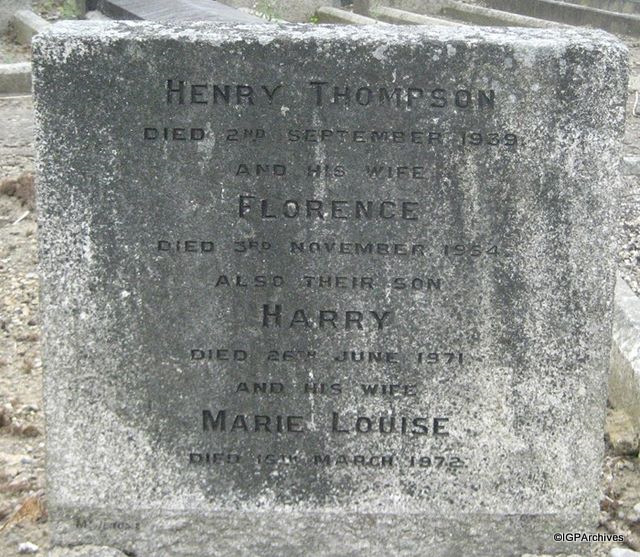 HENRY THOMPSON
DIED 2ND SEPTEMBER 1939.
AND HIS WIFE
FLORENCE
DIED 3RD NOVEMBER 1954.
ALSO THEIR SON
HARRY
DIED 26TH JUNE 1971
AND HIS WIFE
MARIE LOUISE
DIED 15TH MARCH 1972.
©IGPArchives